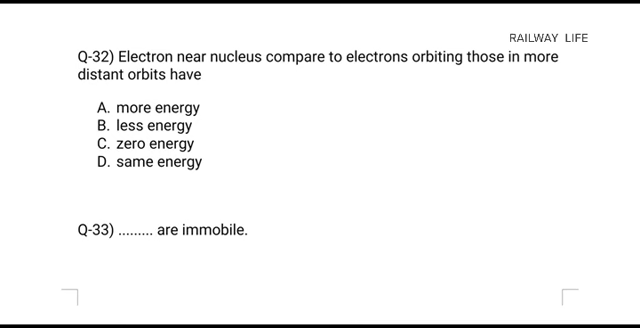 RAILWAY LIFE
Q-32) Electron near nucleus compare to electrons orbiting those in more
distant orbits have
A. more energy
B. less energy
C. zero energy
D. same energy
Q-33) ......... are immobile.